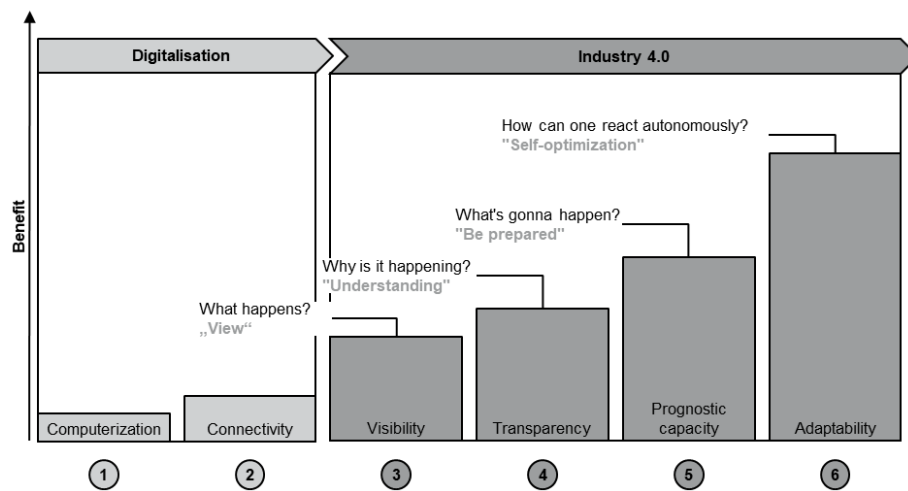 Digitalisation
Industry 4.0
How can one react autonomously?
"Self-optimization"
What's gonna happen?
"Be prepared"
Why is it happening?
"Understanding"
What happens?
„View“
Benefit
Computerization
Connectivity
Visibility
Transparency
Prognostic
capacity
Adaptability
1
2
3
4
5
6